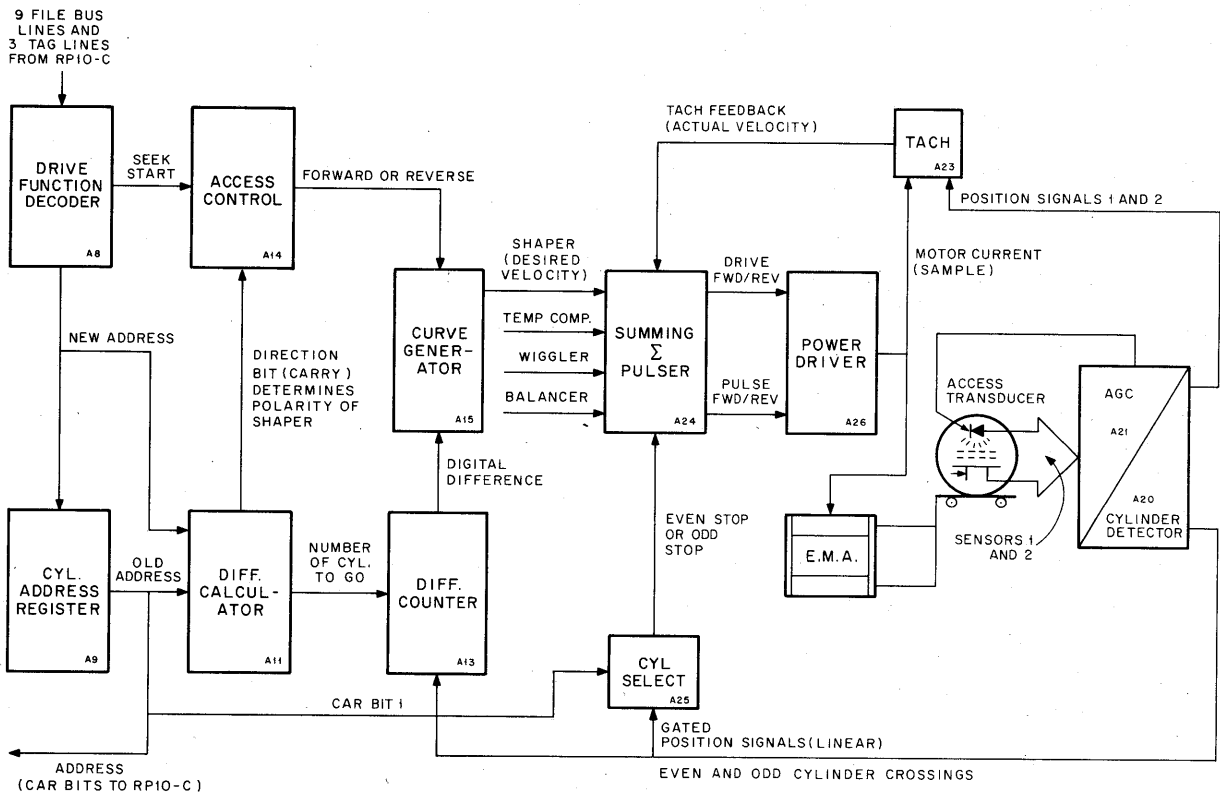 9 FILE BUS
LINES AND
3 TAG LINES
FROM RP10-C
DRIVE
FUNCTION
DECODER
A8
SEEK
START
ACCESS
CONTROL
A14
FORWARD OR REVERSE
TACH FEEDBACK
(ACTUAL VELOCITY)
TACH
A23
POSITION SIGNALS 1 AND 2
MOTOR CURRENT
(SAMPLE)
NEW ADDRESS
DIRECTION
BIT (CARRY)
DETERMINES
POLARITY OF
SHAPER
CURVE
GENER-
ATOR
A15
SHAPER
(DESIRED
VELOCITY)
TEMP COMP.
WIGGLER
BALANCER
SUMMING
Σ
PULSER
A24
DRIVE
FWD/REV
PULSE
FWD/REV
POWER
DRIVER
A26
ACCESS
TRANSDUCER
AGC
A21
A20
CYLINDER
DETECTOR
SENSORS 1
AND 2
E.M.A.
DIGITAL
DIFFERENCE
EVEN STOP
OR ODD
STOP
CYL.
ADDRESS
REGISTER
A9
OLD
ADDRESS
DIFF.
CALCUL-
ATOR
A11
NUMBER
OF CYL.
TO GO
DIFF.
COUNTER
A13
CYL
SELECT
A25
CAR BIT 1
GATED
POSITION SIGNALS (LINEAR)
EVEN AND ODD CYLINDER CROSSINGS
ADDRESS
(CAR BITS TO RP10-C)